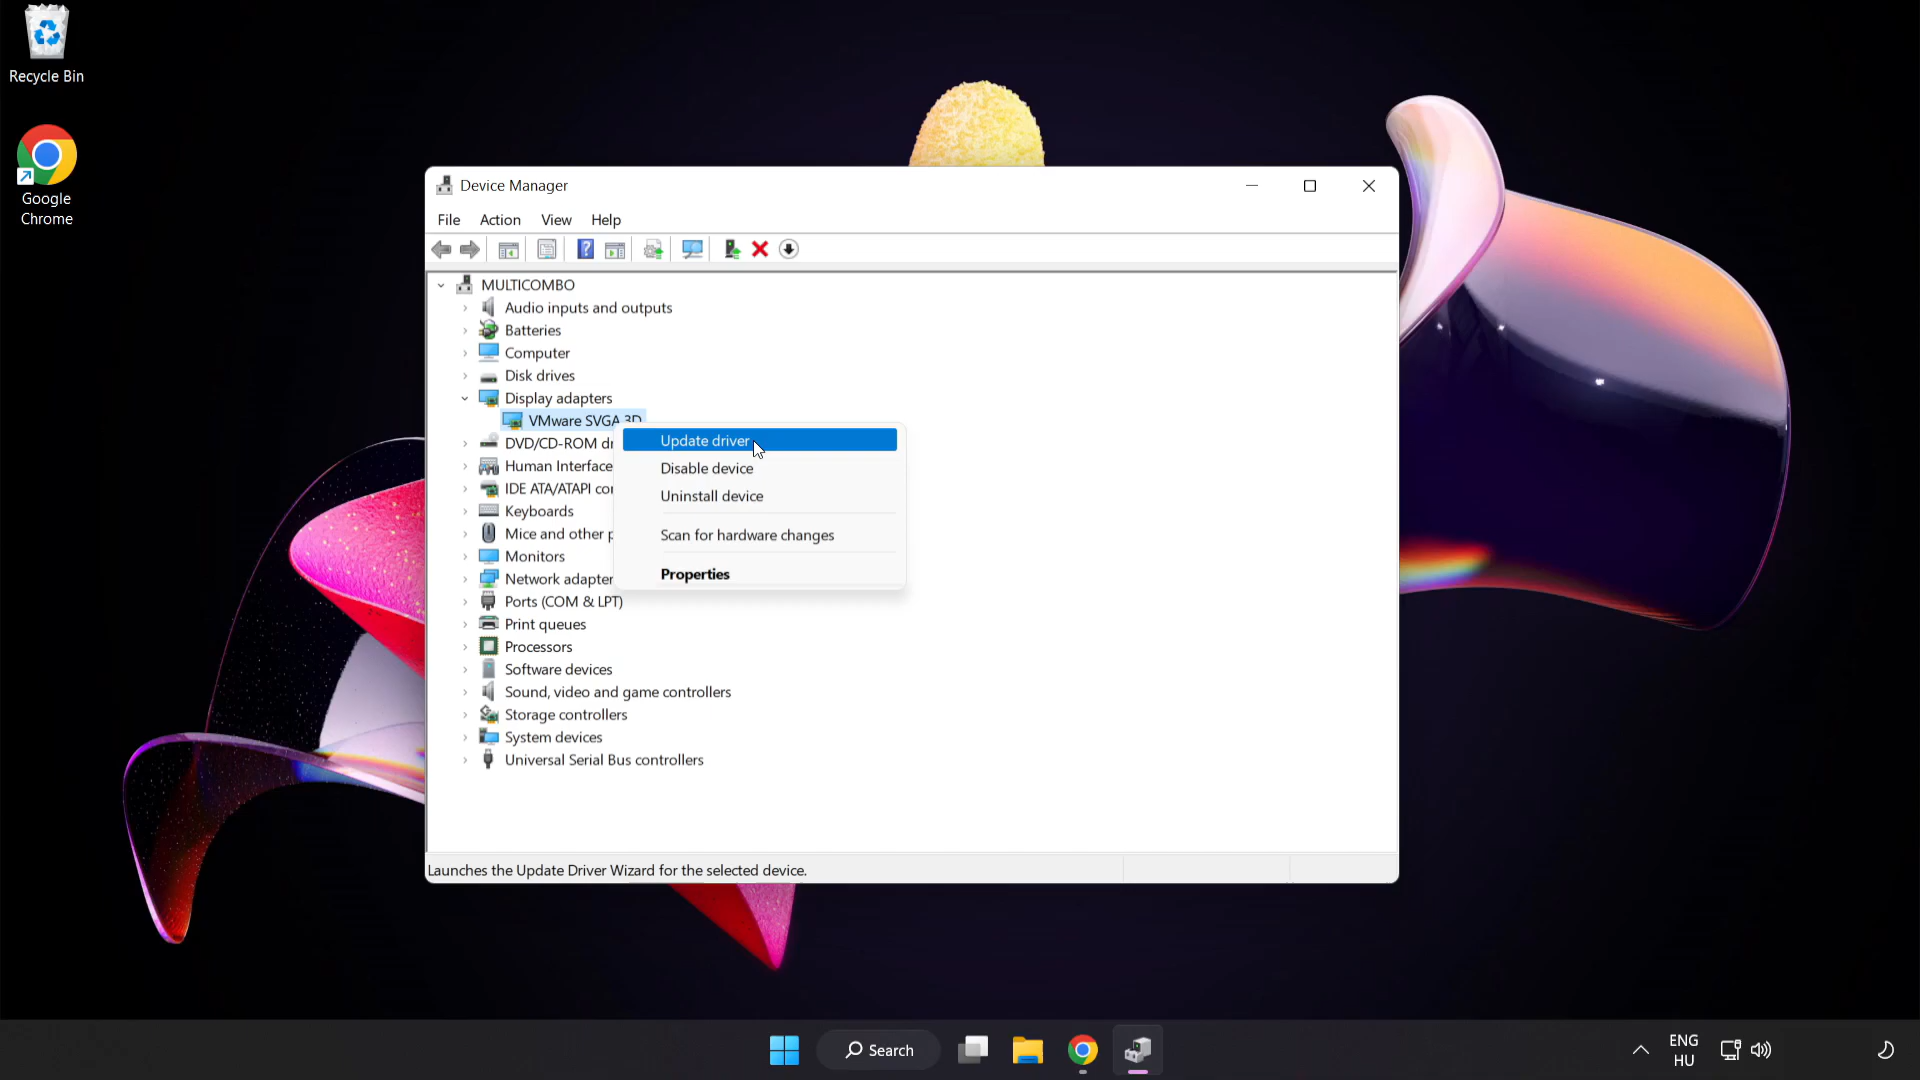 Recycle Bin
Google
Chrome
Device Manager
File Action View Help
MULTICOMBO
Audio inputs and outputs
Batteries
Computer
Disk drives
Display adapters
VMware SVGA 3D
DVD/CD-ROM dr
Human Interface
IDE ATA/ATAPI cor
Keyboards
Mice and other p
Monitors
Network adapter
Ports (COM & LPT)
Print queues
Processors
Software devices
Sound, video and game controllers
Storage controllers
System devices
Universal Serial Bus controllers
Update driver
Disable device
Uninstall device
Scan for hardware changes
Properties
Launches the Update Driver Wizard for the selected device.
Search
ENG
HU